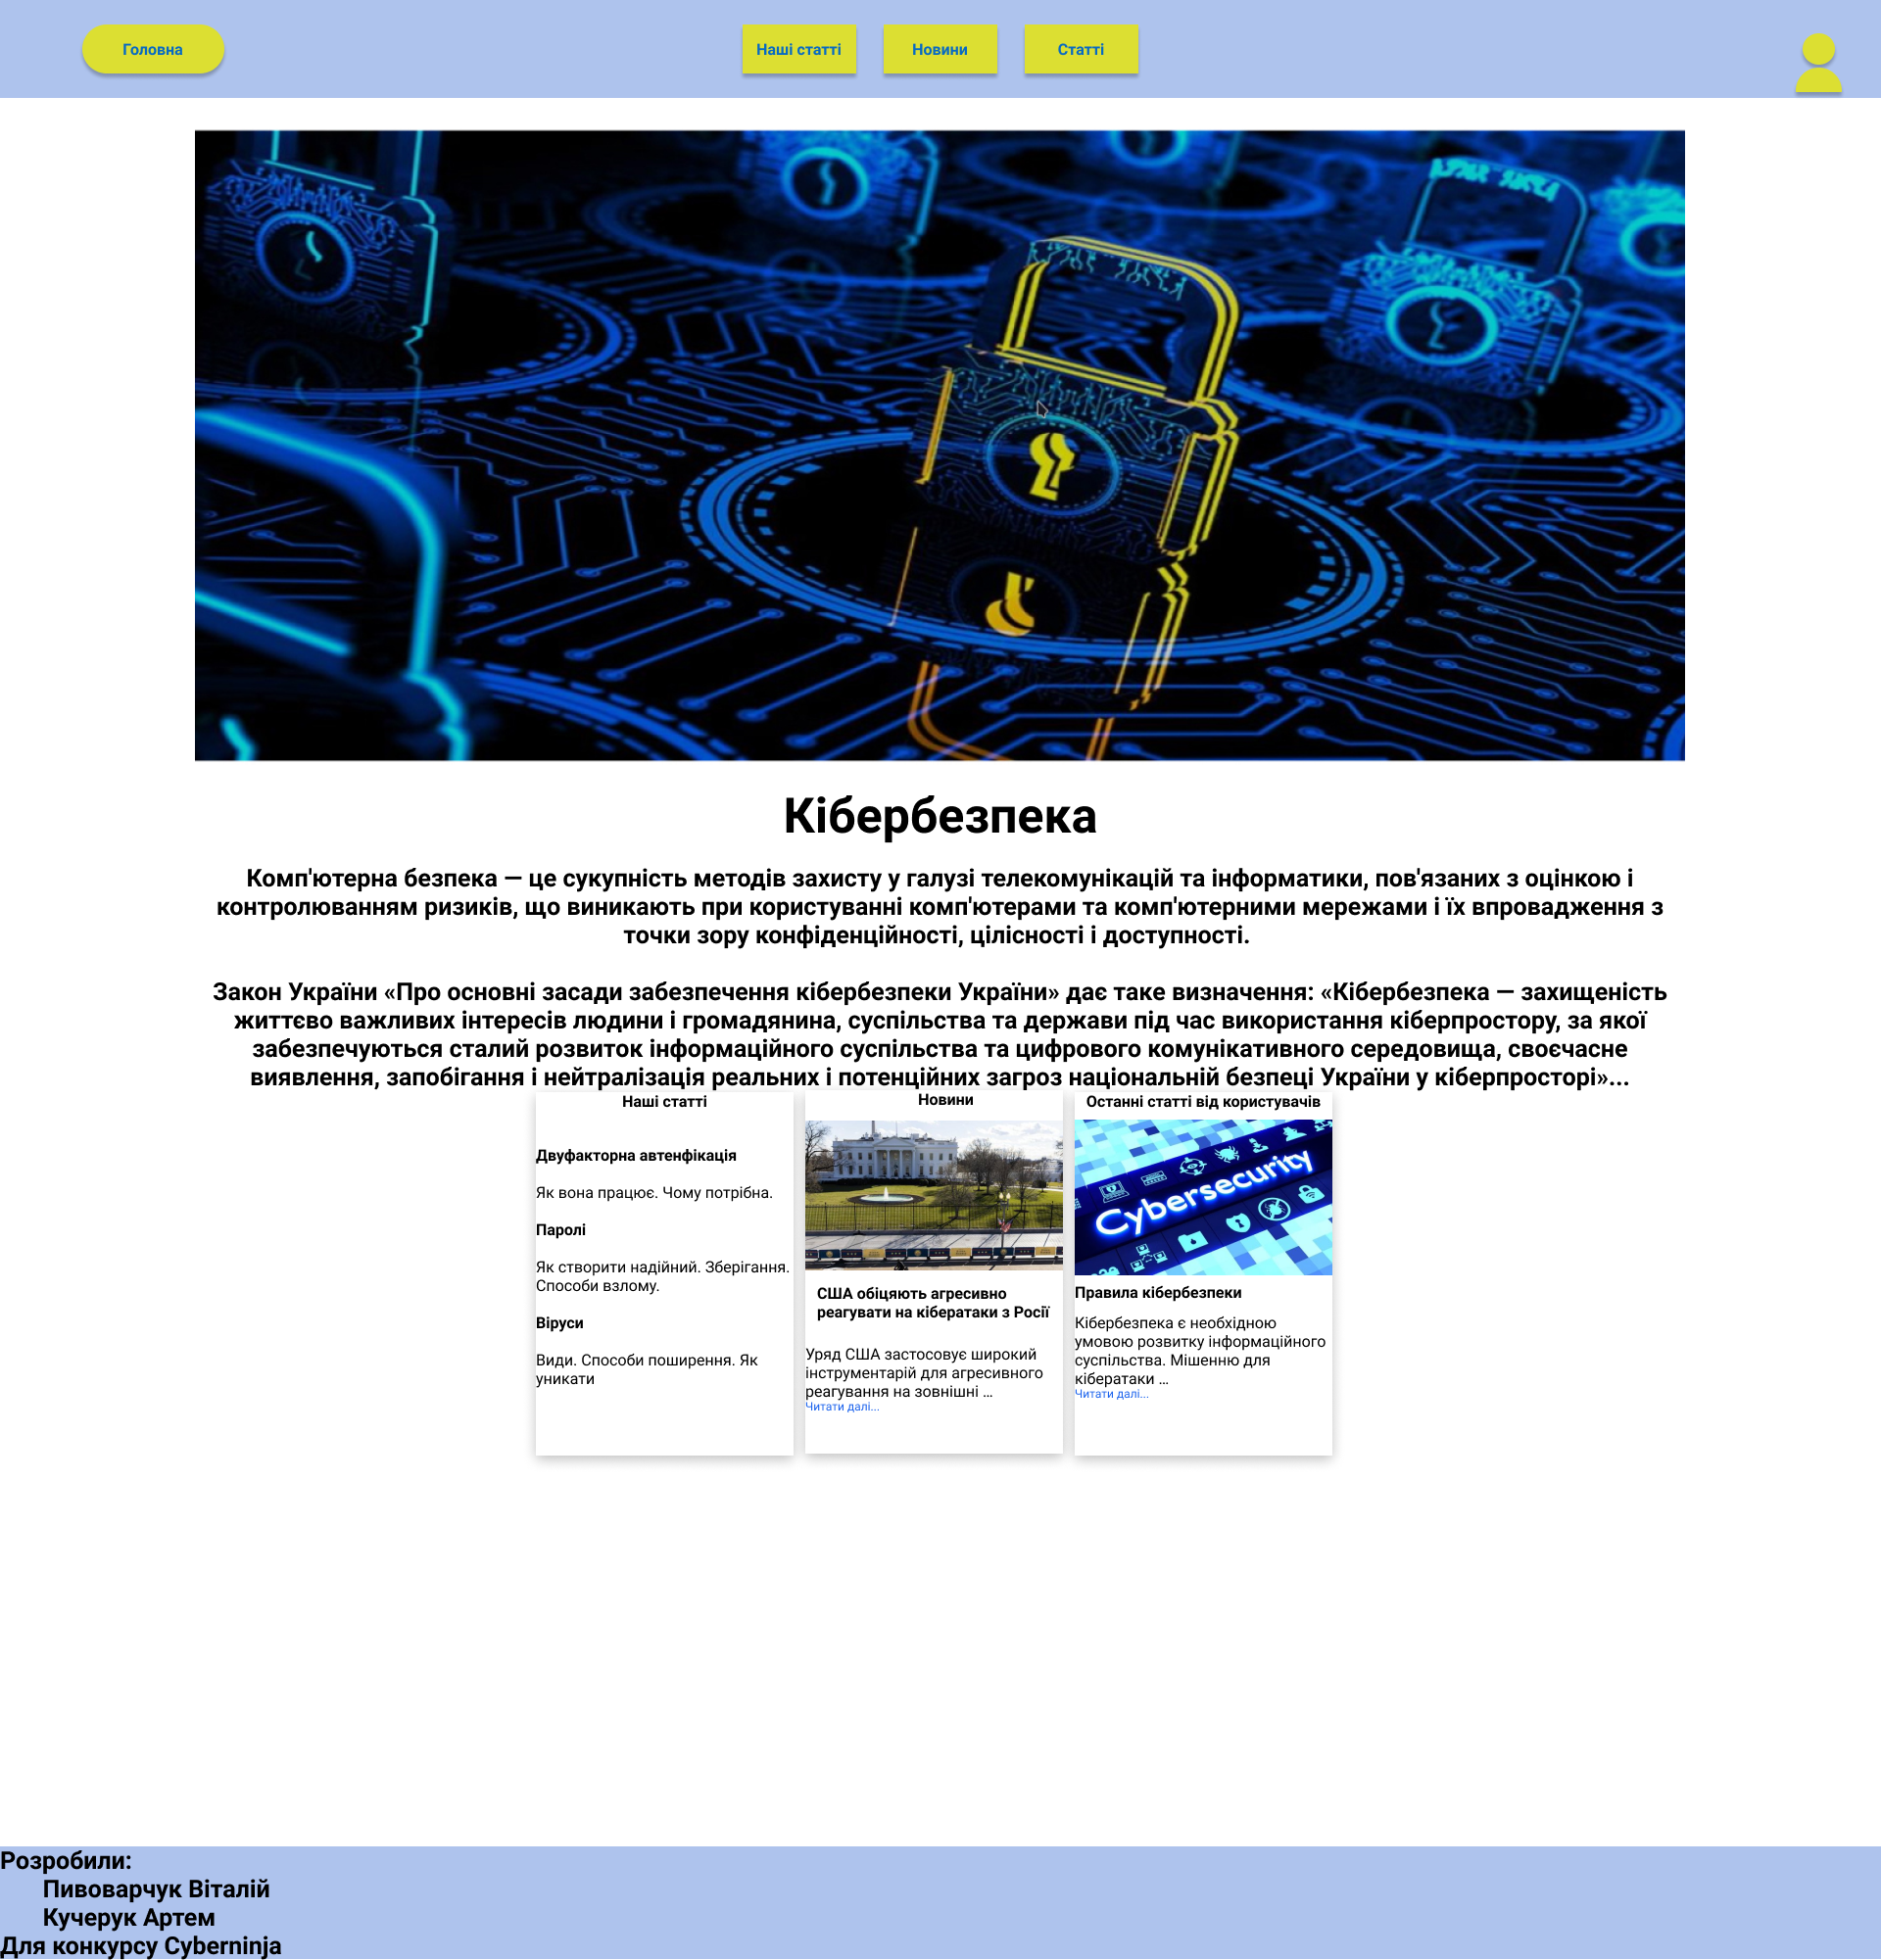 Головна
Наші статті
Новини
Статті
Кібербезпека
Комп'ютерна безпека — це сукупність методів захисту у галузі телекомунікацій та інформатики, пов'язаних з оцінкою і
контролюванням ризиків, що виникають при користуванні комп'ютерами та комп'ютерними мережами і їх впровадження з
точки зору конфіденційності, цілісності і доступності.
Закон України «Про основні засади забезпечення кібербезпеки України» дає таке визначення: «Кібербезпека — захищеність
життєво важливих інтересів людини і громадянина, суспільства та держави під час використання кіберпростору, за якої
забезпечуються сталий розвиток інформаційного суспільства та цифрового комунікативного середовища, своєчасне
виявлення, запобігання і нейтралізація реальних і потенційних загроз національній безпеці України у кіберпросторі»...
Наші статті
Двуфакторна автенфікація
Як вона працює. Чому потрібна.
Паролі
Як створити надійний. Зберігання.
Способи взлому.
Віруси
Види. Способи поширення. Як
уникати
Новини
США обіцяють агресивно
реагувати на кібератаки з Росії
Уряд США застосовує широкий
інструментарій для агресивного
реагування на зовнішні ...
Читати далі...
Останні статті від користувачів
Cybersecurity
Правила кібербезпеки
Кібербезпека є необхідною
умовою розвитку інформаційного
суспільства. Мішенню для
кібератаки ...
Читати далі...
Розробили:
Пивоварчук Віталій
Кучерук Артем
Для конкурсу Cyberninja